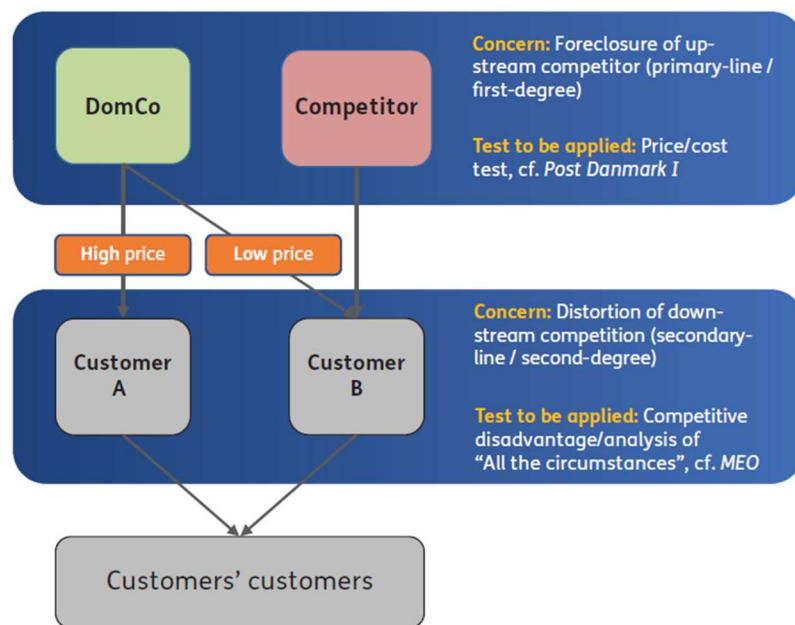 DomCo
Competitor
Concern: Foreclosure of up-
stream competitor (primary-line /
first-degree)
Test to be applied: Price/cost
test, cf. Post Danmark I
High price
Low price
Customer
A
Customer
B
Concern: Distortion of down-
stream competition (secondary-
line / second-degree)
Test to be applied: Competitive
disadvantage/analysis of
“All the circumstances”, cf. MEO
Customers’ customers